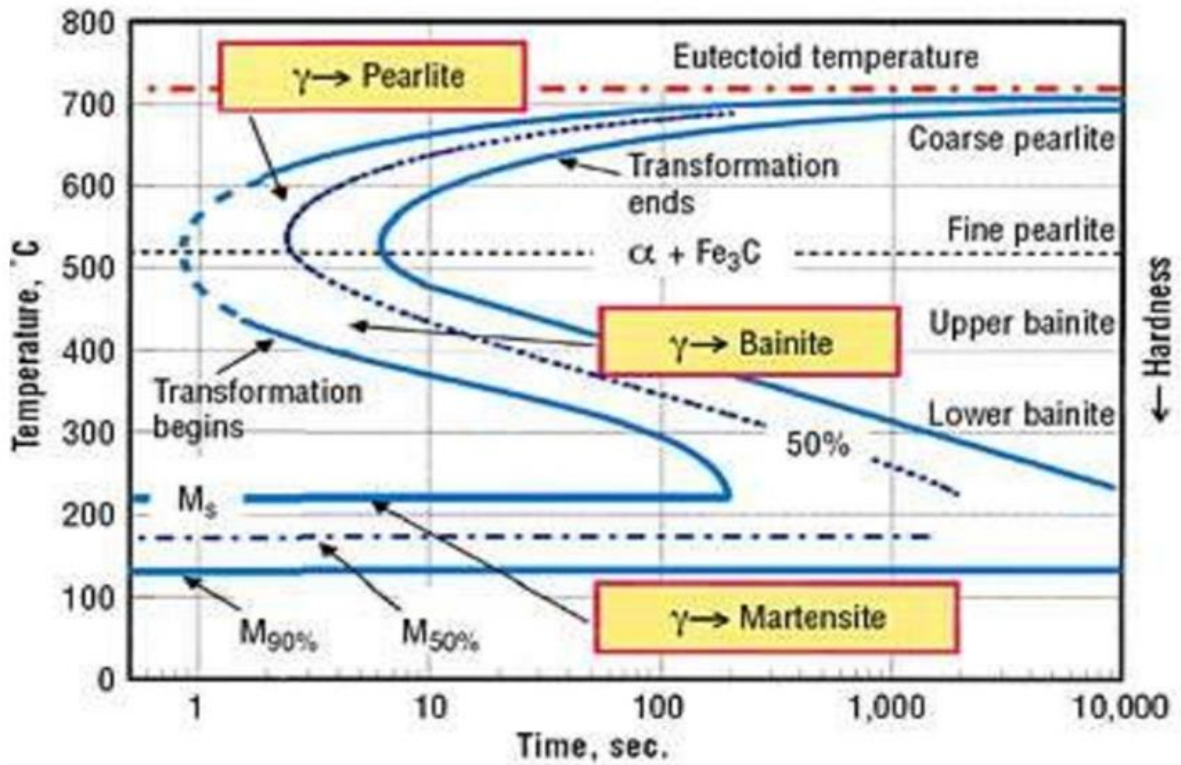 800
Eutectoid temperature
γ→ Pearlite
700
Coarse pearlite
Transformation
ends
600
Fine pearlite
α + Fe₃C
500
Upper bainite
γ→ Bainite
400
Transformation
begins
Lower bainite
300
50%
Mₛ
200
100
M90%
M50%
γ→ Martensite
0
1
10
100
1,000
10,000
Time, sec.
Temperature, °C
← Hardness